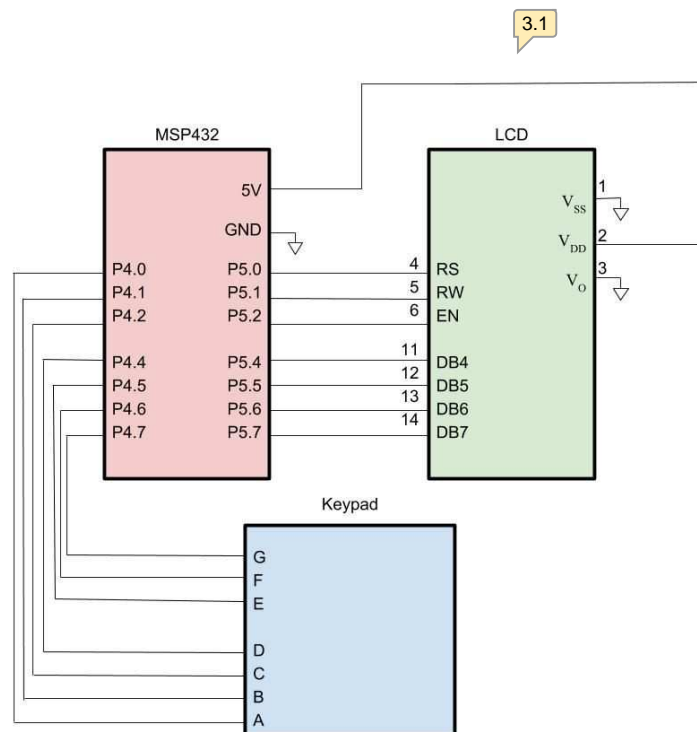 3.1
MSP432
LCD
5V
GND
P4.0 P5.0
P4.1 P5.1
P4.2 P5.2
P4.4 P5.4
P4.5 P5.5
P4.6 P5.6
P4.7 P5.7
4 RS
5 RW
6 EN
11 DB4
12 DB5
13 DB6
14 DB7
VSS 1
VDD 2
VO 3
Keypad
G
F
E
D
C
B
A